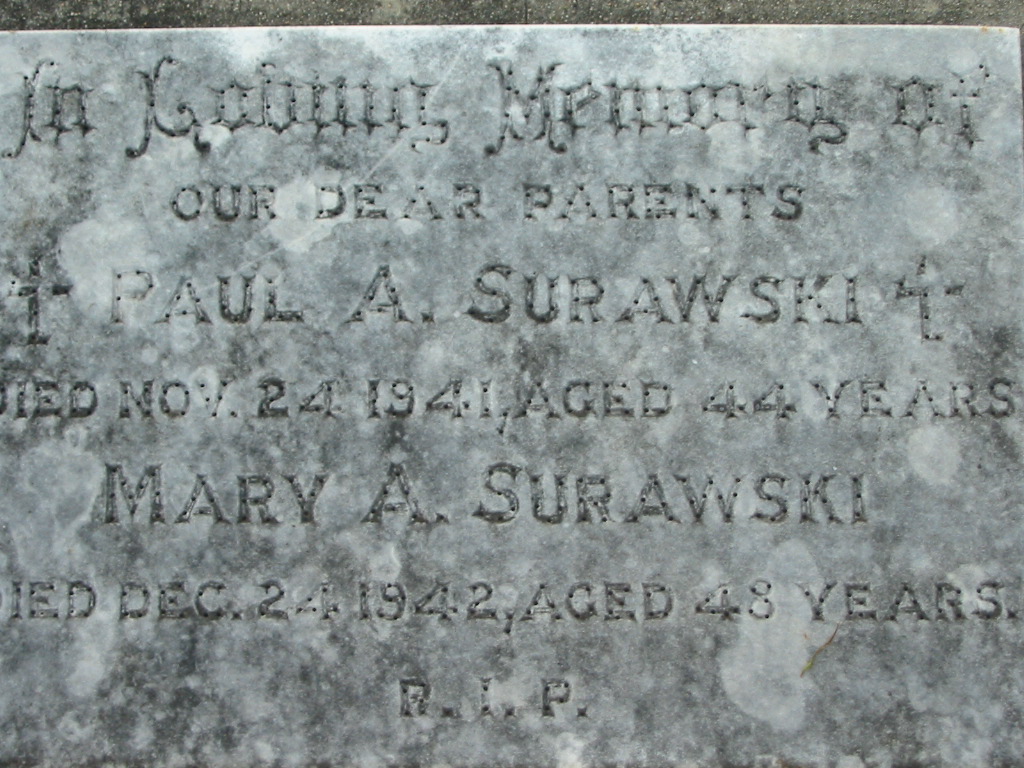 In Loving Memory of
OUR DEAR PARENTS
PAUL A. SURAWSKI
DIED NOV. 24 1941, AGED 44 YEARS
MARY A. SURAWSKI
DIED DEC. 24 1942, AGED 43 YEARS.
R.I.P.